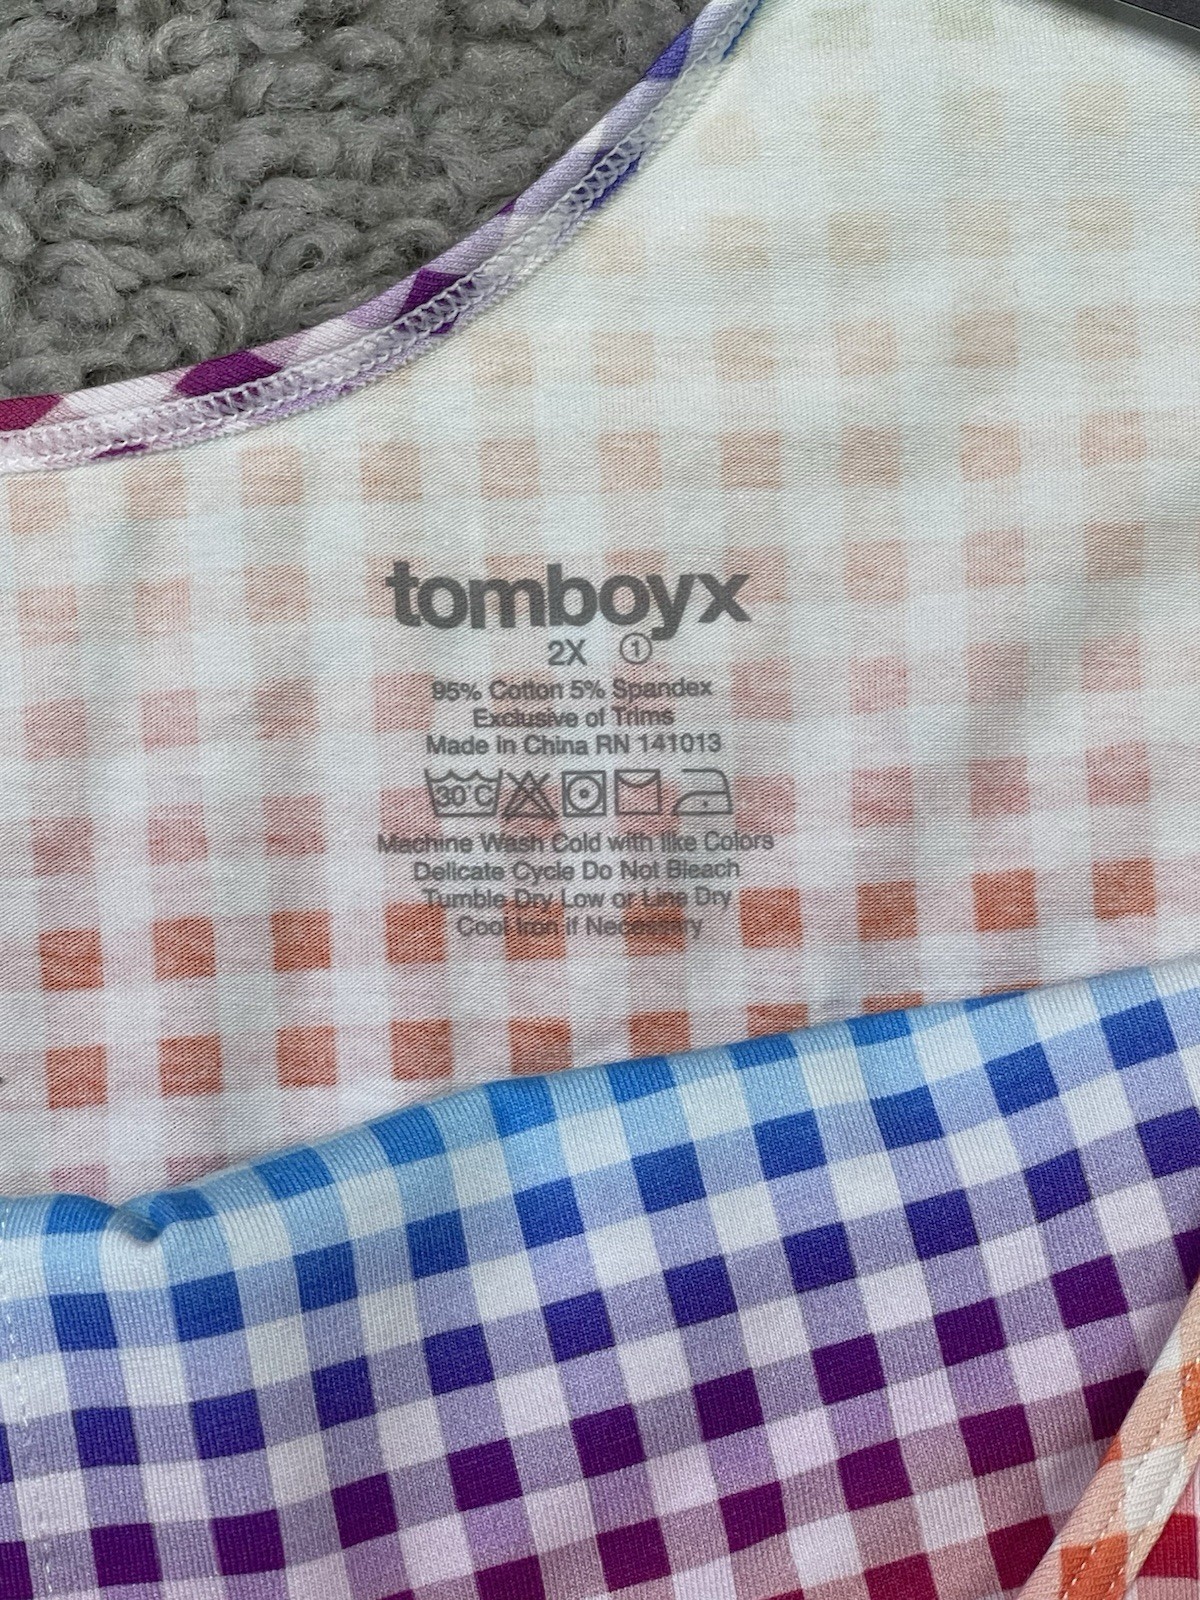 tomboyx
2X ①
95% Cotton 5% Spandex
Exclusive of Trims
Made in China RN 141013
30°C
Machine Wash Cold with like Colors
Delicate Cycle Do Not Bleach
Tumble Dry Low or Line Dry
Cool Iron if Necessary